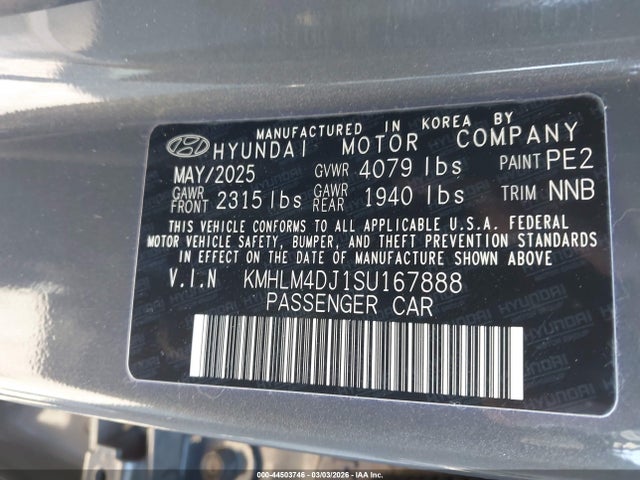 MANUFACTURED IN KOREA BY
HYUNDAI MOTOR COMPANY
MAY/2025 GVWR 4079 lbs PAINT PE2
GAWR FRONT 2315 lbs GAWR REAR 1940 lbs TRIM NNB
THIS VEHICLE CONFORMS TO ALL APPLICABLE U.S.A. FEDERAL
MOTOR VEHICLE SAFETY, BUMPER, AND THEFT PREVENTION STANDARDS
IN EFFECT ON THE DATE OF MANUFACTURE SHOWN ABOVE.
V.I.N KMHLM4DJ1SU167888
PASSENGER CAR
000-44503746 - 03/03/2026 - IAA Inc.